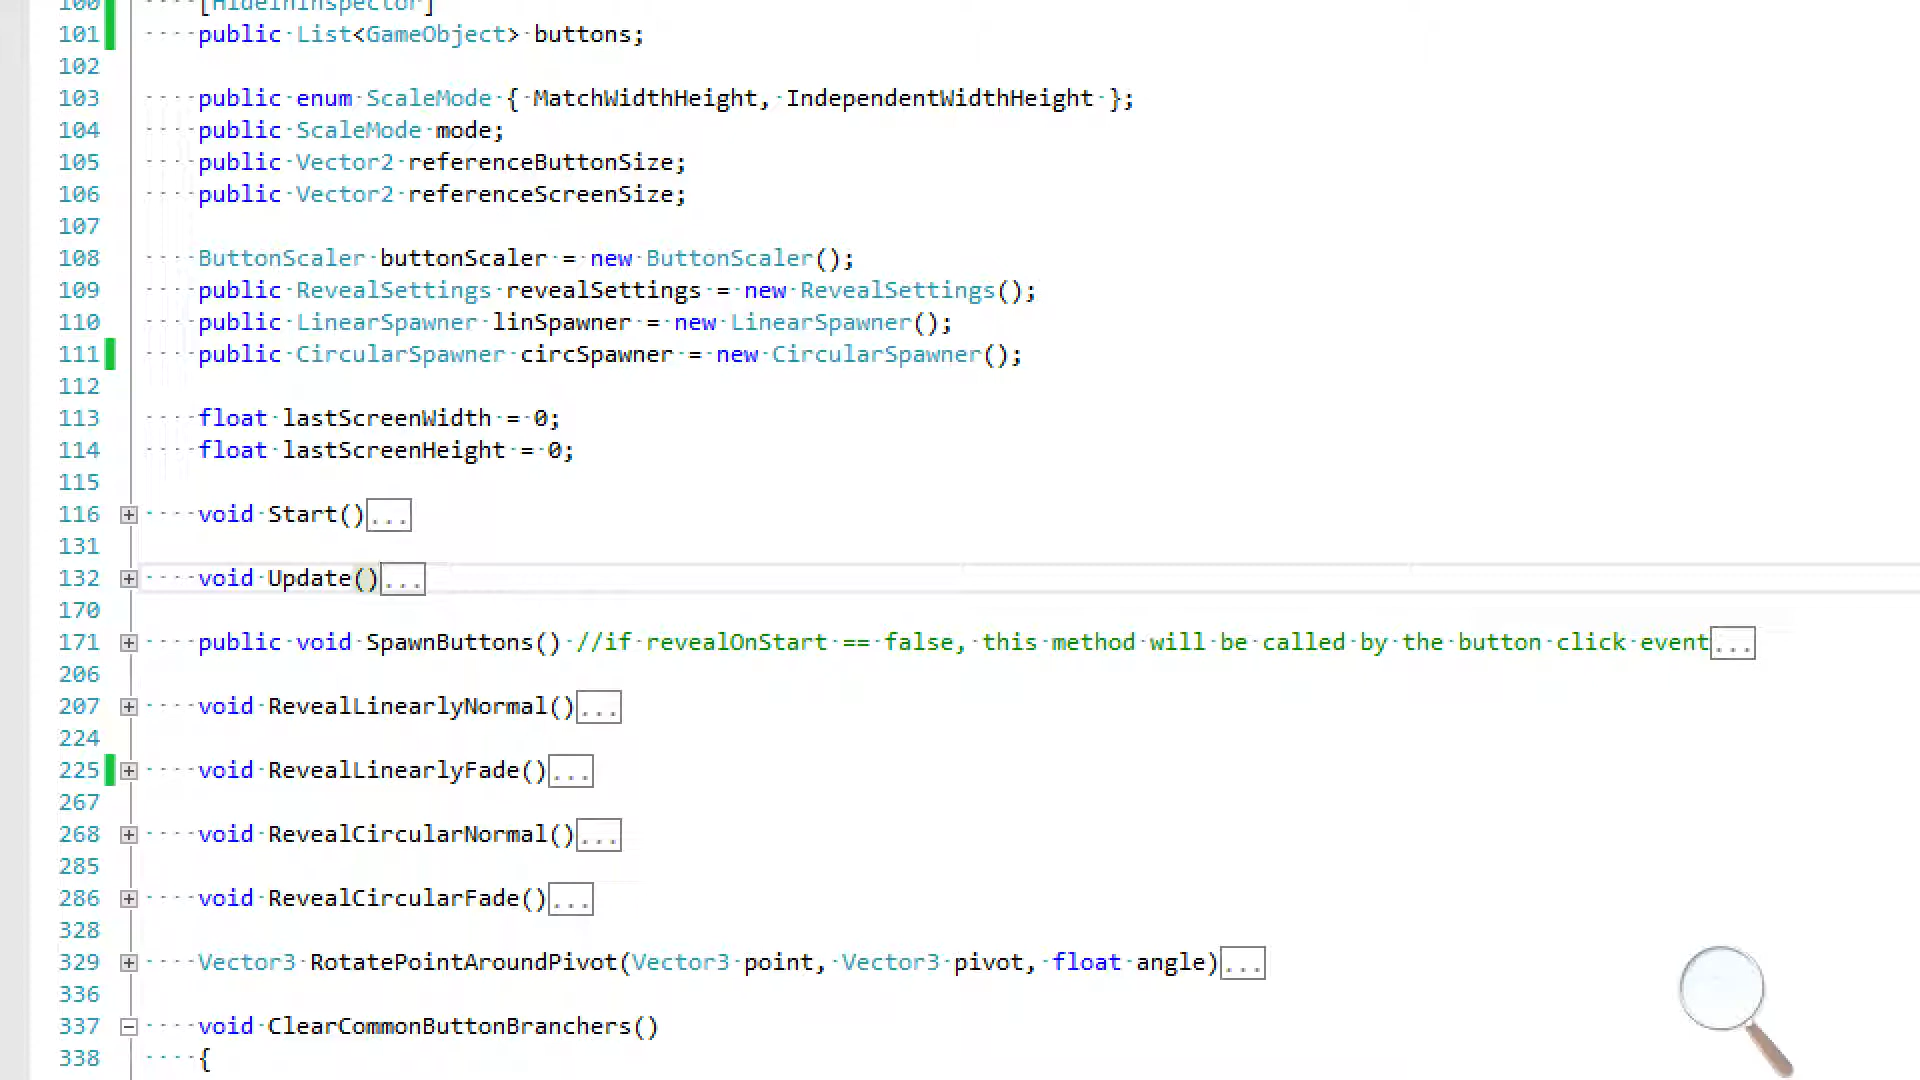 100 [HideInInspector]
101 public List<GameObject> buttons;
102
103 public enum ScaleMode { MatchWidthHeight, IndependentWidthHeight };
104 public ScaleMode mode;
105 public Vector2 referenceButtonSize;
106 public Vector2 referenceScreenSize;
107
108 ButtonScaler buttonScaler = new ButtonScaler();
109 public RevealSettings revealSettings = new RevealSettings();
110 public LinearSpawner linSpawner = new LinearSpawner();
111 public CircularSpawner circSpawner = new CircularSpawner();
112
113 float lastScreenWidth = 0;
114 float lastScreenHeight = 0;
115
116 void Start()...
131
132 void Update()...
170
171 public void SpawnButtons() //if revealOnStart == false, this method will be called by the button click event...
206
207 void RevealLinearlyNormal()...
224
225 void RevealLinearlyFade()...
267
268 void RevealCircularNormal()...
285
286 void RevealCircularFade()...
328
329 Vector3 RotatePointAroundPivot(Vector3 point, Vector3 pivot, float angle)...
336
337 void ClearCommonButtonBranchers()
338 {